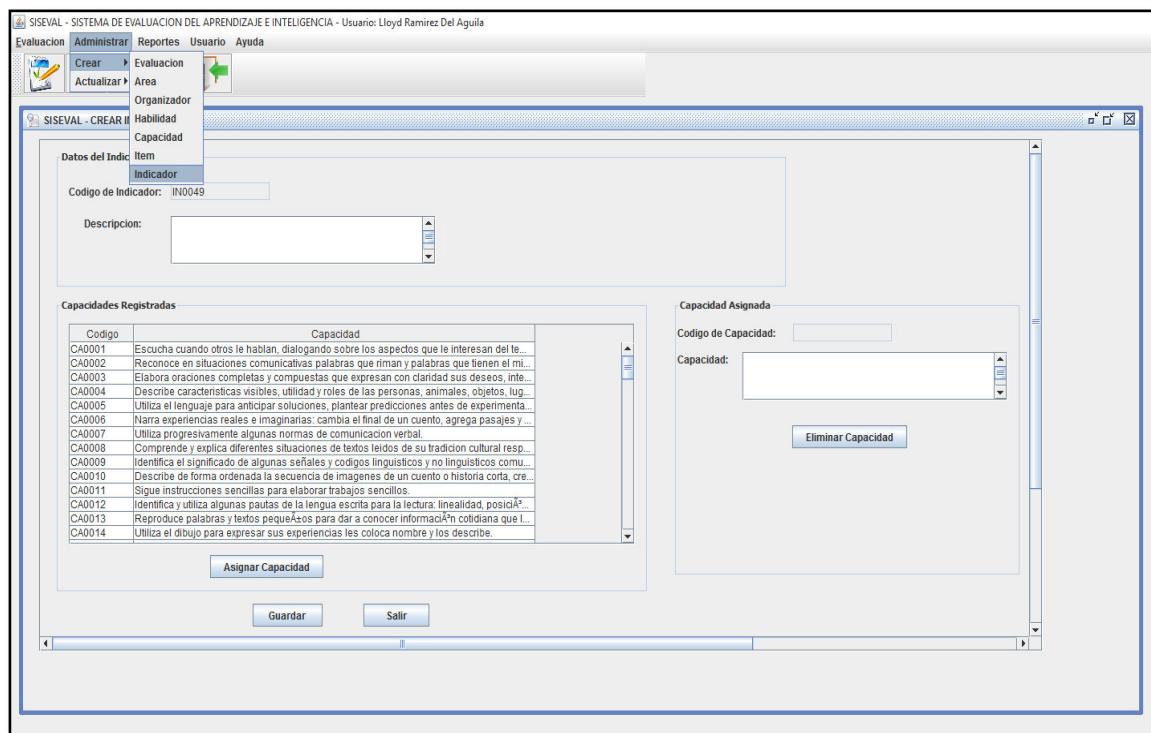 SISEVAL - SISTEMA DE EVALUACION DEL APRENDIZAJE E INTELIGENCIA - Usuario: Lloyd Ramirez Del Aguila
Evaluacion Administrar Reportes Usuario Ayuda
Crear Evaluacion
Actualizar Area
Organizador
SISEVAL - CREAR Habilidad
Capacidad
Datos del Indic Item
Indicador
Codigo de Indicador: IN0049
Descripcion:
Capacidades Registradas
Codigo Capacidad
CA0001 Escucha cuando otros le hablan, dialogando sobre los aspectos que le interesan del te...
CA0002 Reconoce en situaciones comunicativas palabras que riman y palabras que tienen el mi...
CA0003 Elabora oraciones completas y compuestas que expresan con claridad sus deseos, inte...
CA0004 Describe caracteristicas visibles, utilidad y roles de las personas, animales, objetos, lug...
CA0005 Utiliza el lenguaje para anticipar soluciones, plantear predicciones antes de experimenta...
CA0006 Narra experiencias reales e imaginarias: cambia el final de un cuento, agrega pasajes y ...
CA0007 Utiliza progresivamente algunas normas de comunicacion verbal.
CA0008 Comprende y explica diferentes situaciones de textos leidos de su tradicion cultural resp...
CA0009 Identifica el significado de algunas señales y codigos linguisticos y no linguisticos comu...
CA0010 Describe de forma ordenada la secuencia de imagenes de un cuento o historia corta, cre...
CA0011 Sigue instrucciones sencillas para elaborar trabajos sencillos.
CA0012 Identifica y utiliza algunas pautas de la lengua escrita para la lectura: linealidad, posiciÃ³...
CA0013 Reproduce palabras y textos pequeÃ±os para dar a conocer informaciÃ³n cotidiana que l...
CA0014 Utiliza el dibujo para expresar sus experiencias les coloca nombre y los describe.
Asignar Capacidad
Guardar Salir
Capacidad Asignada
Codigo de Capacidad:
Capacidad:
Eliminar Capacidad